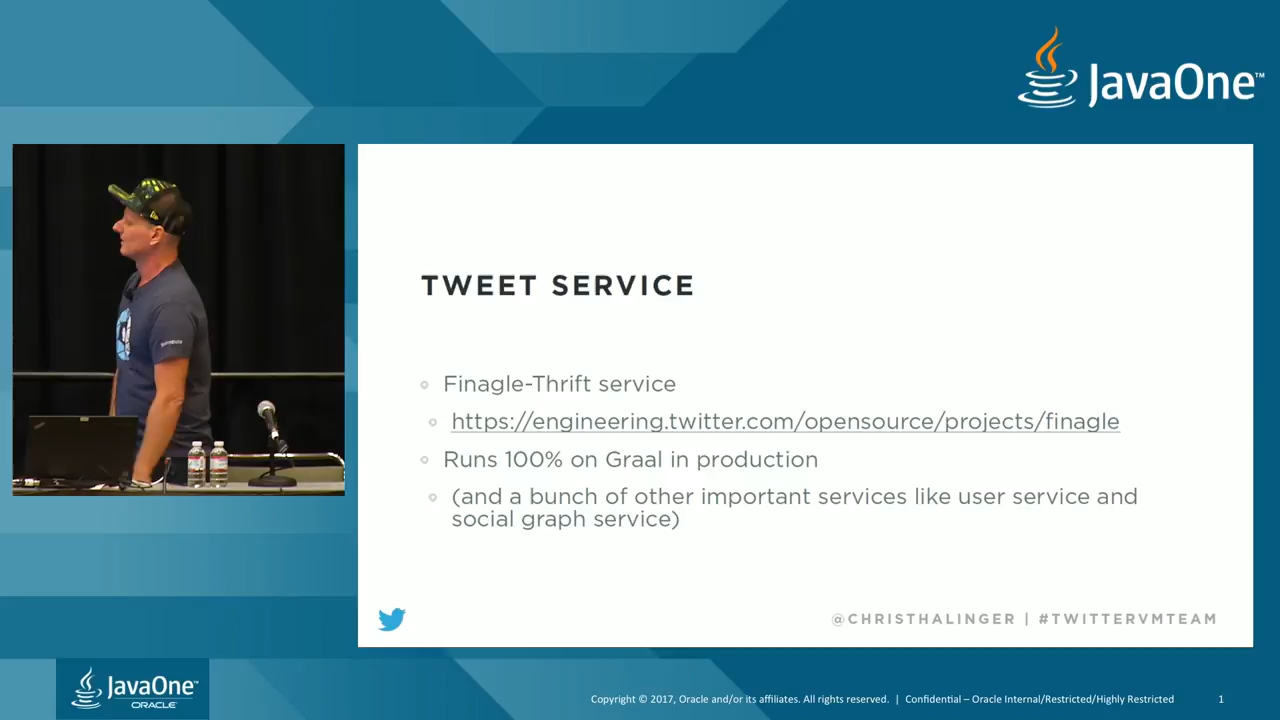 JavaOne™
TWEET SERVICE
Finagle-Thrift service
https://engineering.twitter.com/opensource/projects/finagle
Runs 100% on Graal in production
(and a bunch of other important services like user service and
social graph service)
@CHRISTHALINGER | #TWITTERVMTEAM
JavaOne™
ORACLE
Copyright © 2017, Oracle and/or its affiliates. All rights reserved. | Confidential – Oracle Internal/Restricted/Highly Restricted 1